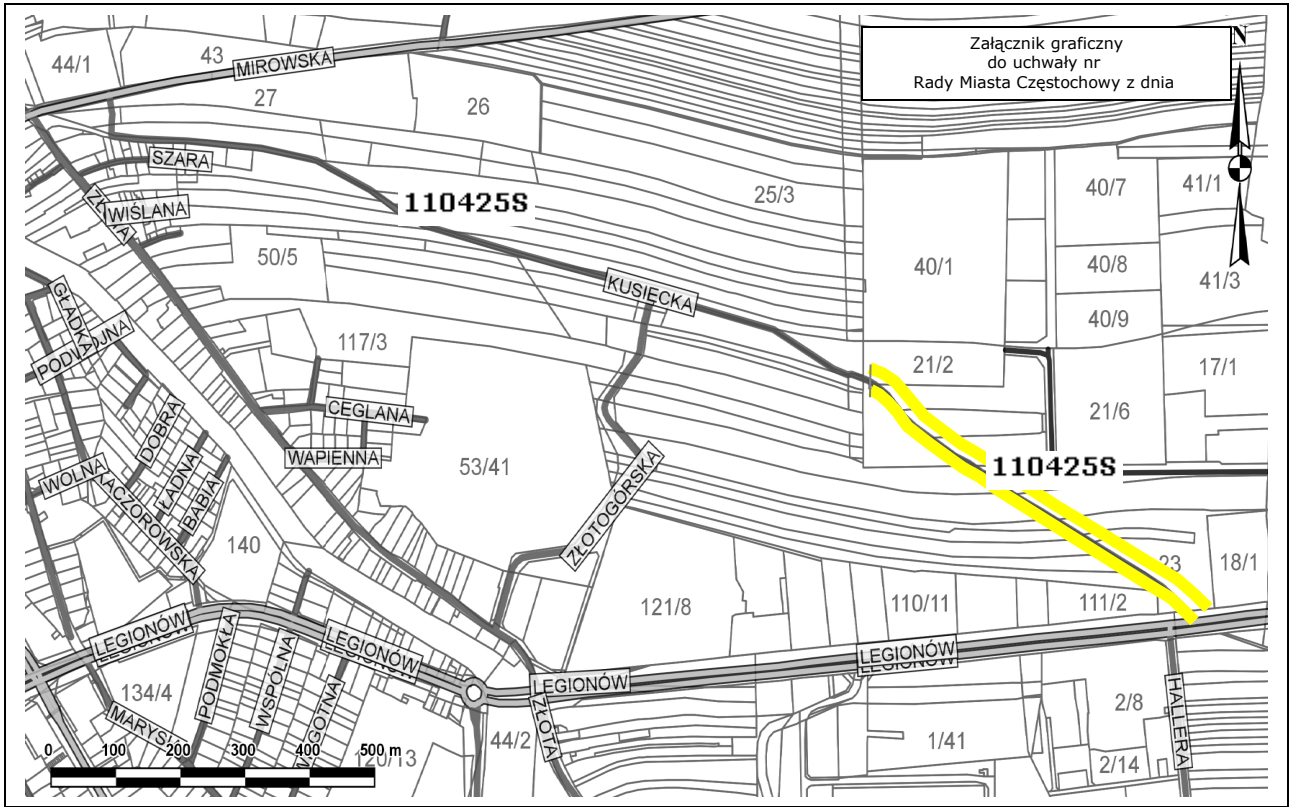 Załącznik graficzny
do uchwały nr
Rady Miasta Częstochowy z dnia
N
44/1
43
MIROWSKA
27
26
SZARA
WIŚLANA
110425S
25/3
40/7
41/1
50/5
40/1
40/8
41/3
KUSIĘCKA
40/9
GŁADKA
117/3
21/2
17/1
CEGLANA
21/6
DOBRA
WAPIENNA
53/41
110425S
WOLNA
ŁADNA
BABIA
KACZOROWSKA
ZŁOTOGÓRSKA
140
23
18/1
121/8
110/11
111/2
LEGIONÓW
LEGIONÓW
LEGIONÓW
LEGIONÓW
134/4
PODMOKŁA
WSPÓLNA
ZŁOTA
HALLERA
2/8
44/2
1/41
2/14
120/13
0 100 200 300 400 500 m